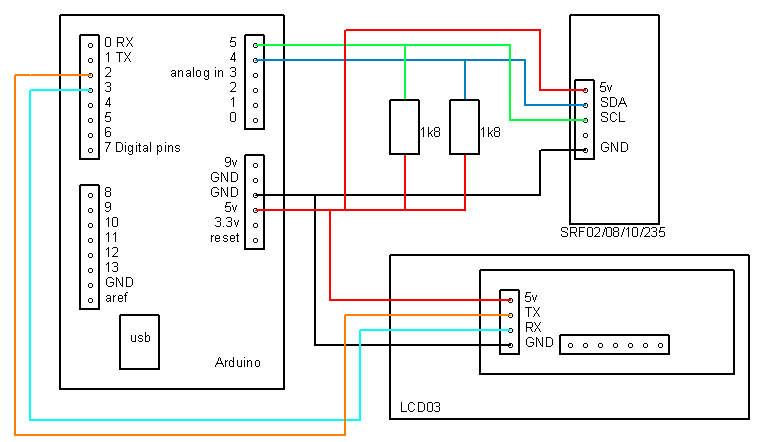 0 RX
1 TX
2
3
4
5
6
7 Digital pins
5
4
analog in 3
2
1
0
9v
GND
GND
5v
3.3v
reset
8
9
10
11
12
13
GND
aref
usb
Arduino
1k8
1k8
5v
SDA
SCL
GND
SRF02/08/10/235
5v
TX
RX
GND
LCD03